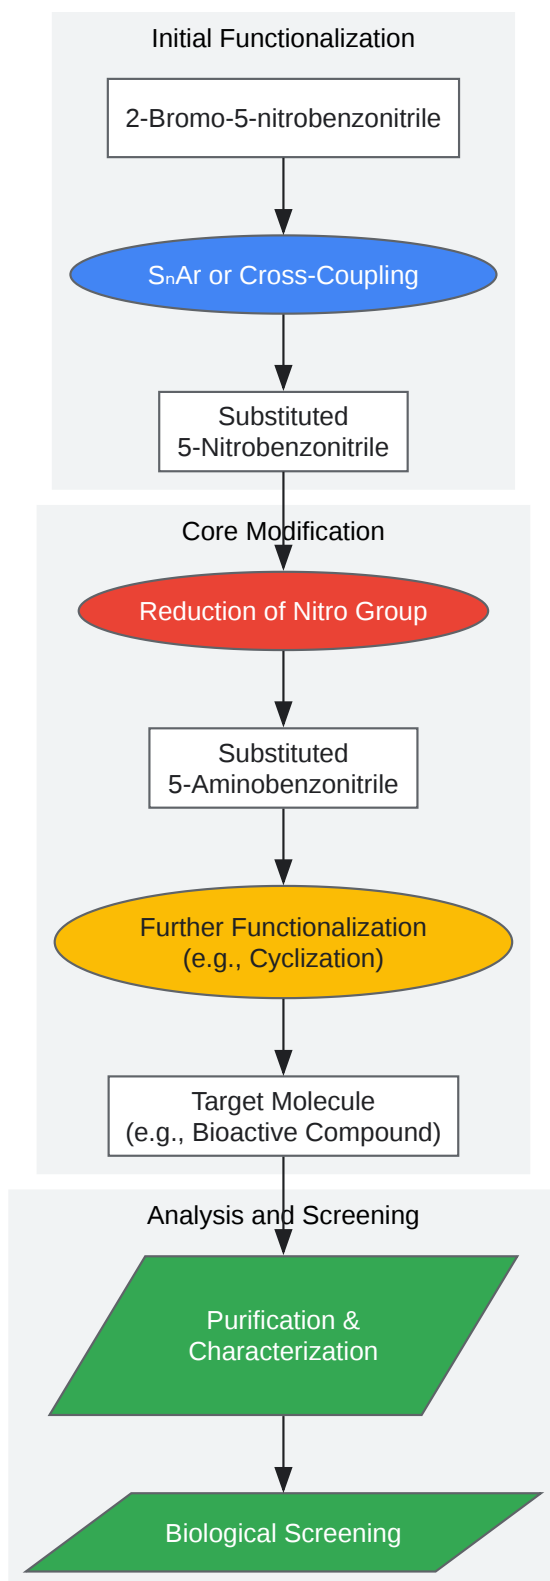 Initial Functionalization
2-Bromo-5-nitrobenzonitrile
SₙAr or Cross-Coupling
Substituted
5-Nitrobenzonitrile
Core Modification
Reduction of Nitro Group
Substituted
5-Aminobenzonitrile
Further Functionalization
(e.g., Cyclization)
Target Molecule
(e.g., Bioactive Compound)
Analysis and Screening
Purification &
Characterization
Biological Screening